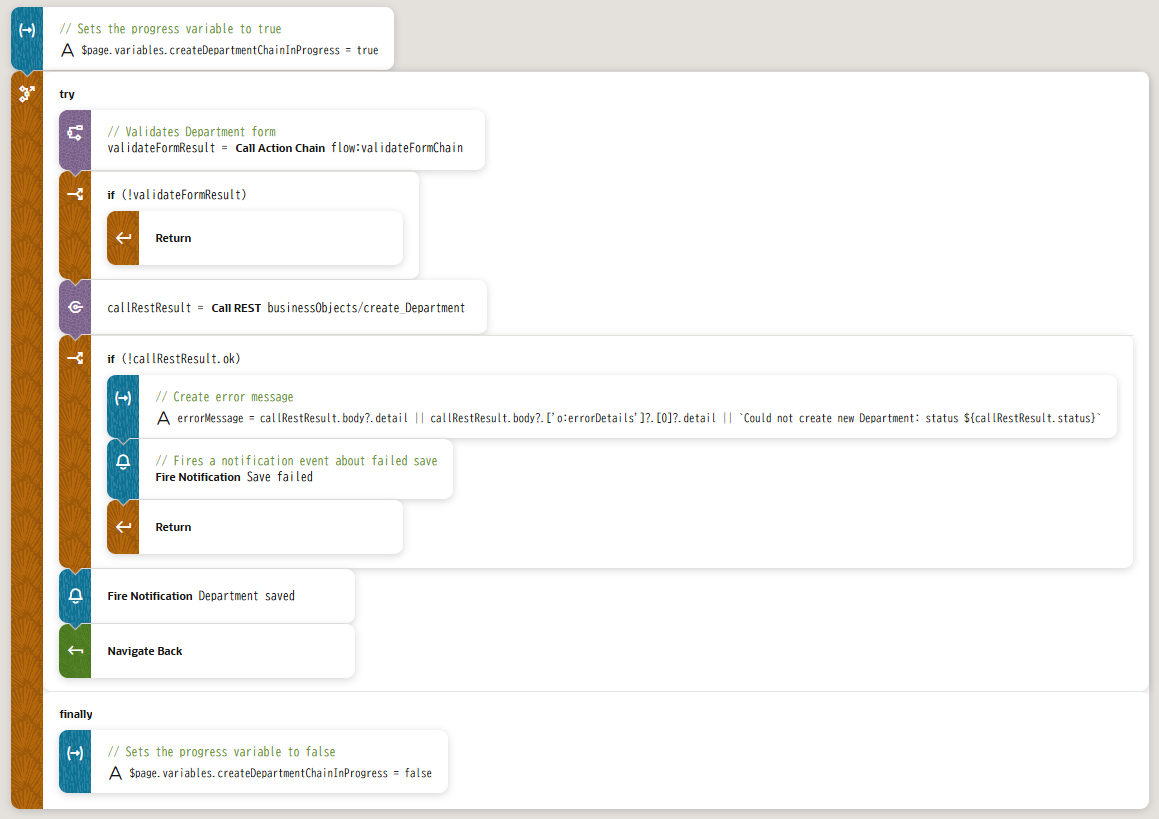 // Sets the progress variable to true
A $page.variables.createDepartmentChainInProgress = true
try
// Validates Department form
validateFormResult = Call Action Chain flow:validateFormChain
if (!validateFormResult)
Return
callRestResult = Call REST businessObjects/create_Department
if (!callRestResult.ok)
// Create error message
A errorMessage = callRestResult.body?.detail || callRestResult.body?.['o:errorDetails']?.[0]?.detail || `Could not create new Department: status ${callRestResult.status}`
// Fires a notification event about failed save
Fire Notification Save failed
Return
Fire Notification Department saved
Navigate Back
finally
// Sets the progress variable to false
A $page.variables.createDepartmentChainInProgress = false